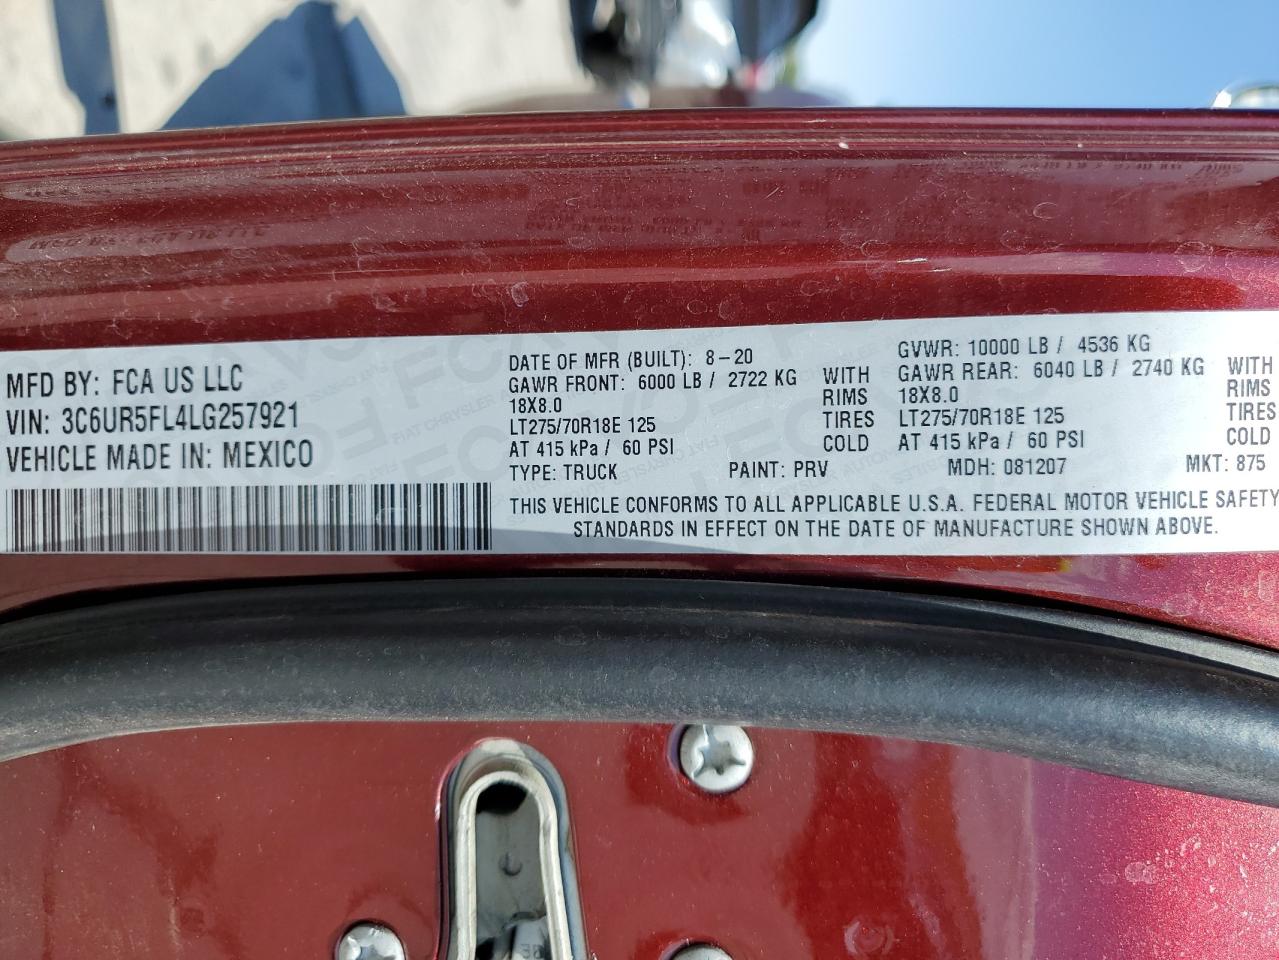 MFD BY: FCA US LLC
VIN: 3C6UR5FL4LG257921
VEHICLE MADE IN: MEXICO
DATE OF MFR (BUILT): 8-20
GAWR FRONT: 6000 LB / 2722 KG WITH
18X8.0 RIMS
LT275/70R18E 125 TIRES
AT 415 kPa / 60 PSI COLD
GVWR: 10000 LB / 4536 KG
GAWR REAR: 6040 LB / 2740 KG WITH
18X8.0 RIMS
LT275/70R18E 125 TIRES
AT 415 kPa / 60 PSI COLD
TYPE: TRUCK PAINT: PRV MDH: 081207 MKT: 875
THIS VEHICLE CONFORMS TO ALL APPLICABLE U.S.A. FEDERAL MOTOR VEHICLE SAFETY
STANDARDS IN EFFECT ON THE DATE OF MANUFACTURE SHOWN ABOVE.